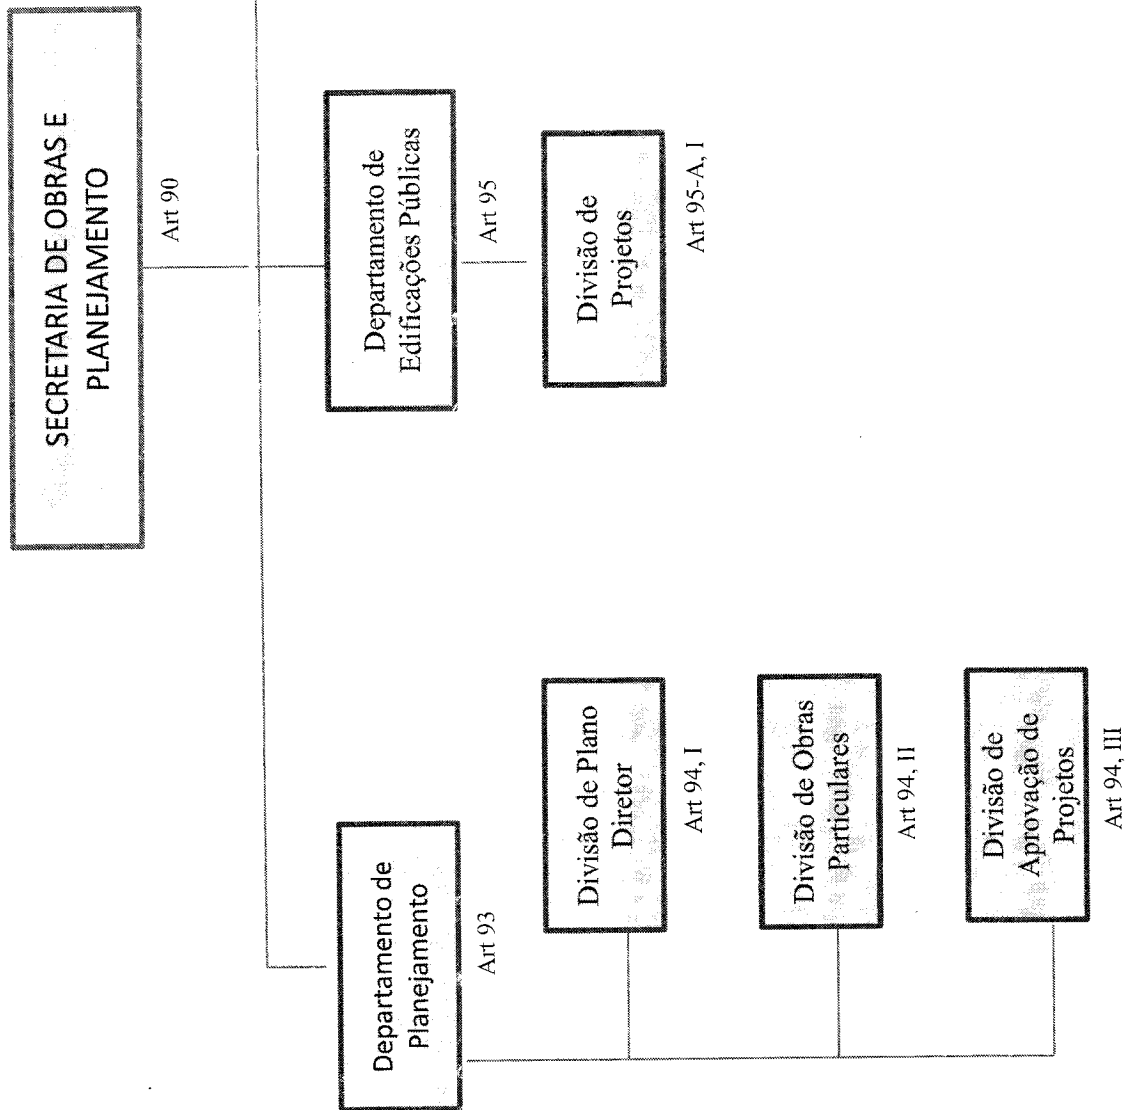 SECRETARIA DE OBRAS E
PLANEJAMENTO
Art 90
Departamento de
Planejamento
Art 93
Divisão de Plano
Diretor
Art 94, I
Divisão de Obras
Particulares
Art 94, II
Divisão de
Aprovação de
Projetos
Art 94, III
Departamento de
Edificações Públicas
Art 95
Divisão de
Projetos
Art 95-A, I